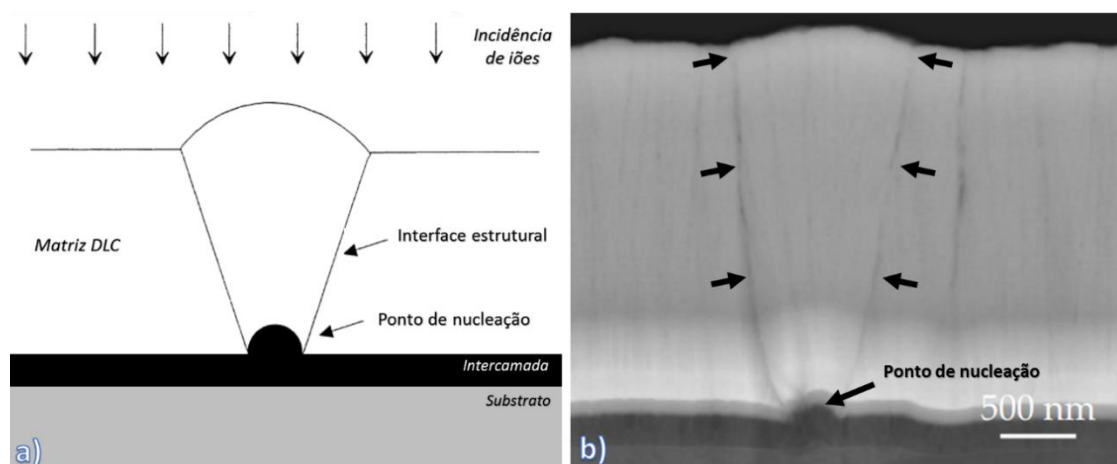 Incidência
de iões
Matriz DLC
Interface estrutural
Ponto de nucleação
Intercamada
Substrato
a)
Ponto de nucleação
500 nm
b)